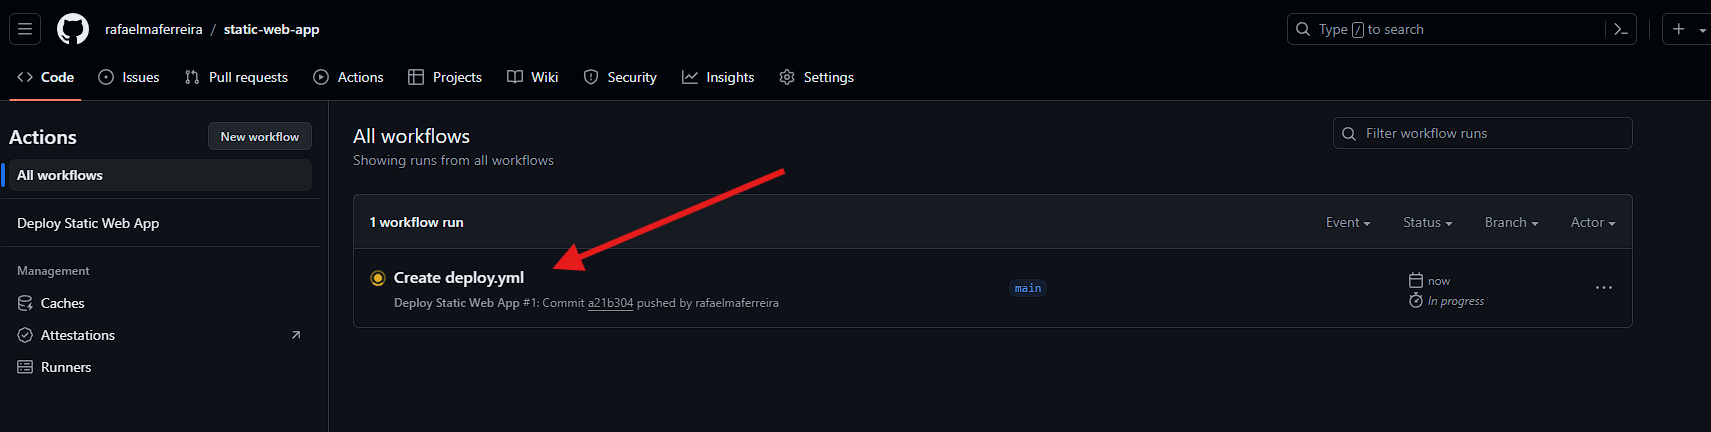 rafaelmaferreira / static-web-app
Type / to search
Code Issues Pull requests Actions Projects Wiki Security Insights Settings
Actions
New workflow
All workflows
Deploy Static Web App
Management
Caches
Attestations
Runners
All workflows
Showing runs from all workflows
Filter workflow runs
1 workflow run
Event Status Branch Actor
Create deploy.yml
Deploy Static Web App #1: Commit a21b304 pushed by rafaelmaferreira
main
now
In progress